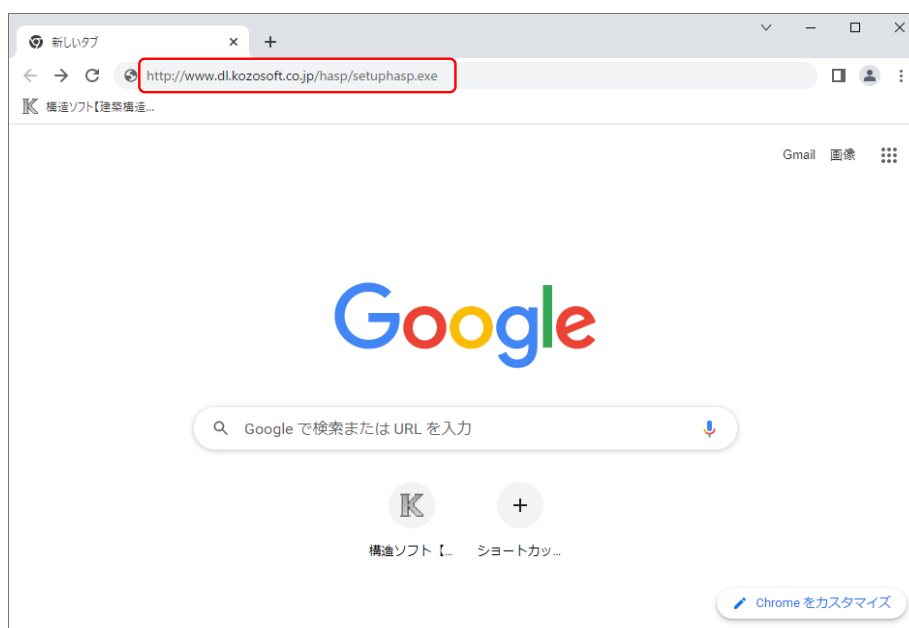 新しいタブ
http://www.dl.kozosoft.co.jp/hasp/setuphasp.exe
構造ソフト【建築構造...
Gmail 画像
Google
Google で検索または URL を入力
構造ソフト【... ショートカッ...
Chrome をカスタマイズ